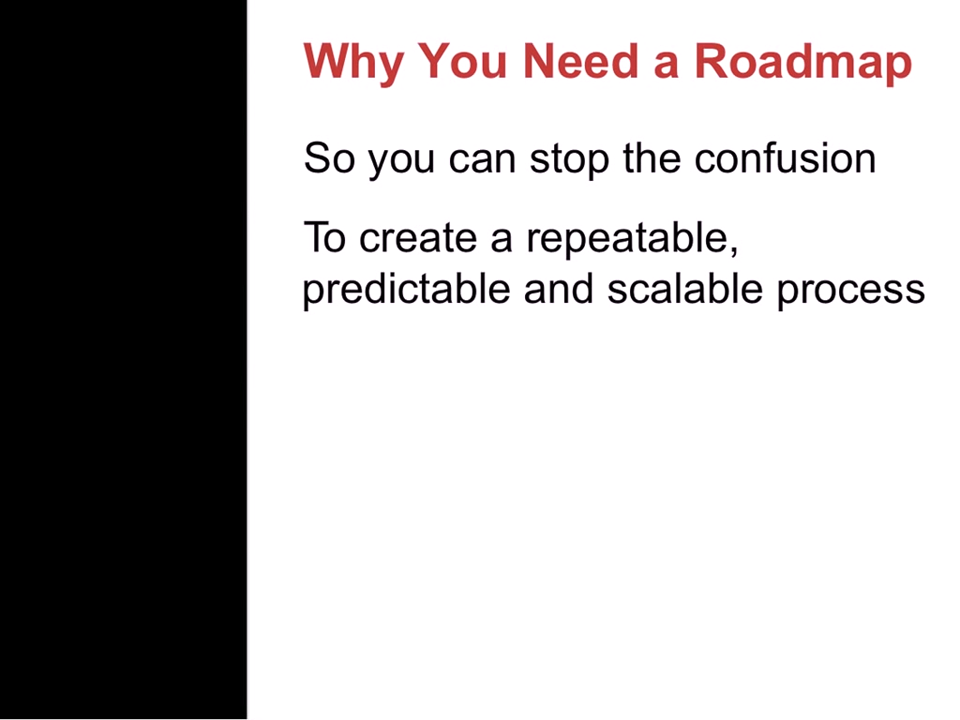 Why You Need a Roadmap
So you can stop the confusion
To create a repeatable,
predictable and scalable process